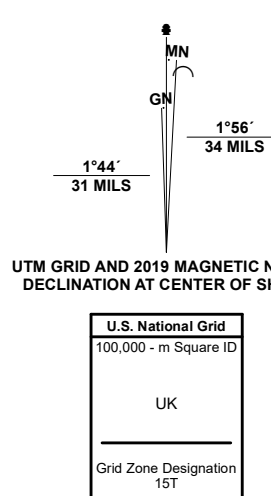 MN
GN
1°56´
34 MILS
1°44´
31 MILS
UTM GRID AND 2019 MAGNETIC N
DECLINATION AT CENTER OF SH
U.S. National Grid
100,000 - m Square ID
UK
Grid Zone Designation
15T